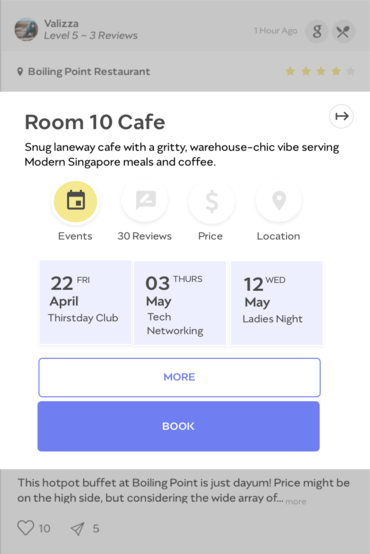 Valizza
Level 5 – 3 Reviews
1 Hour Ago
g
Boiling Point Restaurant
Room 10 Cafe
Snug laneway cafe with a gritty, warehouse-chic vibe serving
Modern Singapore meals and coffee.
$
Events
30 Reviews
Price
Location
22 FRI
April
Thirstday Club
03 THURS
May
Tech
Networking
12 WED
May
Ladies Night
MORE
BOOK
This hotpot buffet at Boiling Point is just dayum! Price might be
on the high side, but considering the wide array of... more
10
5